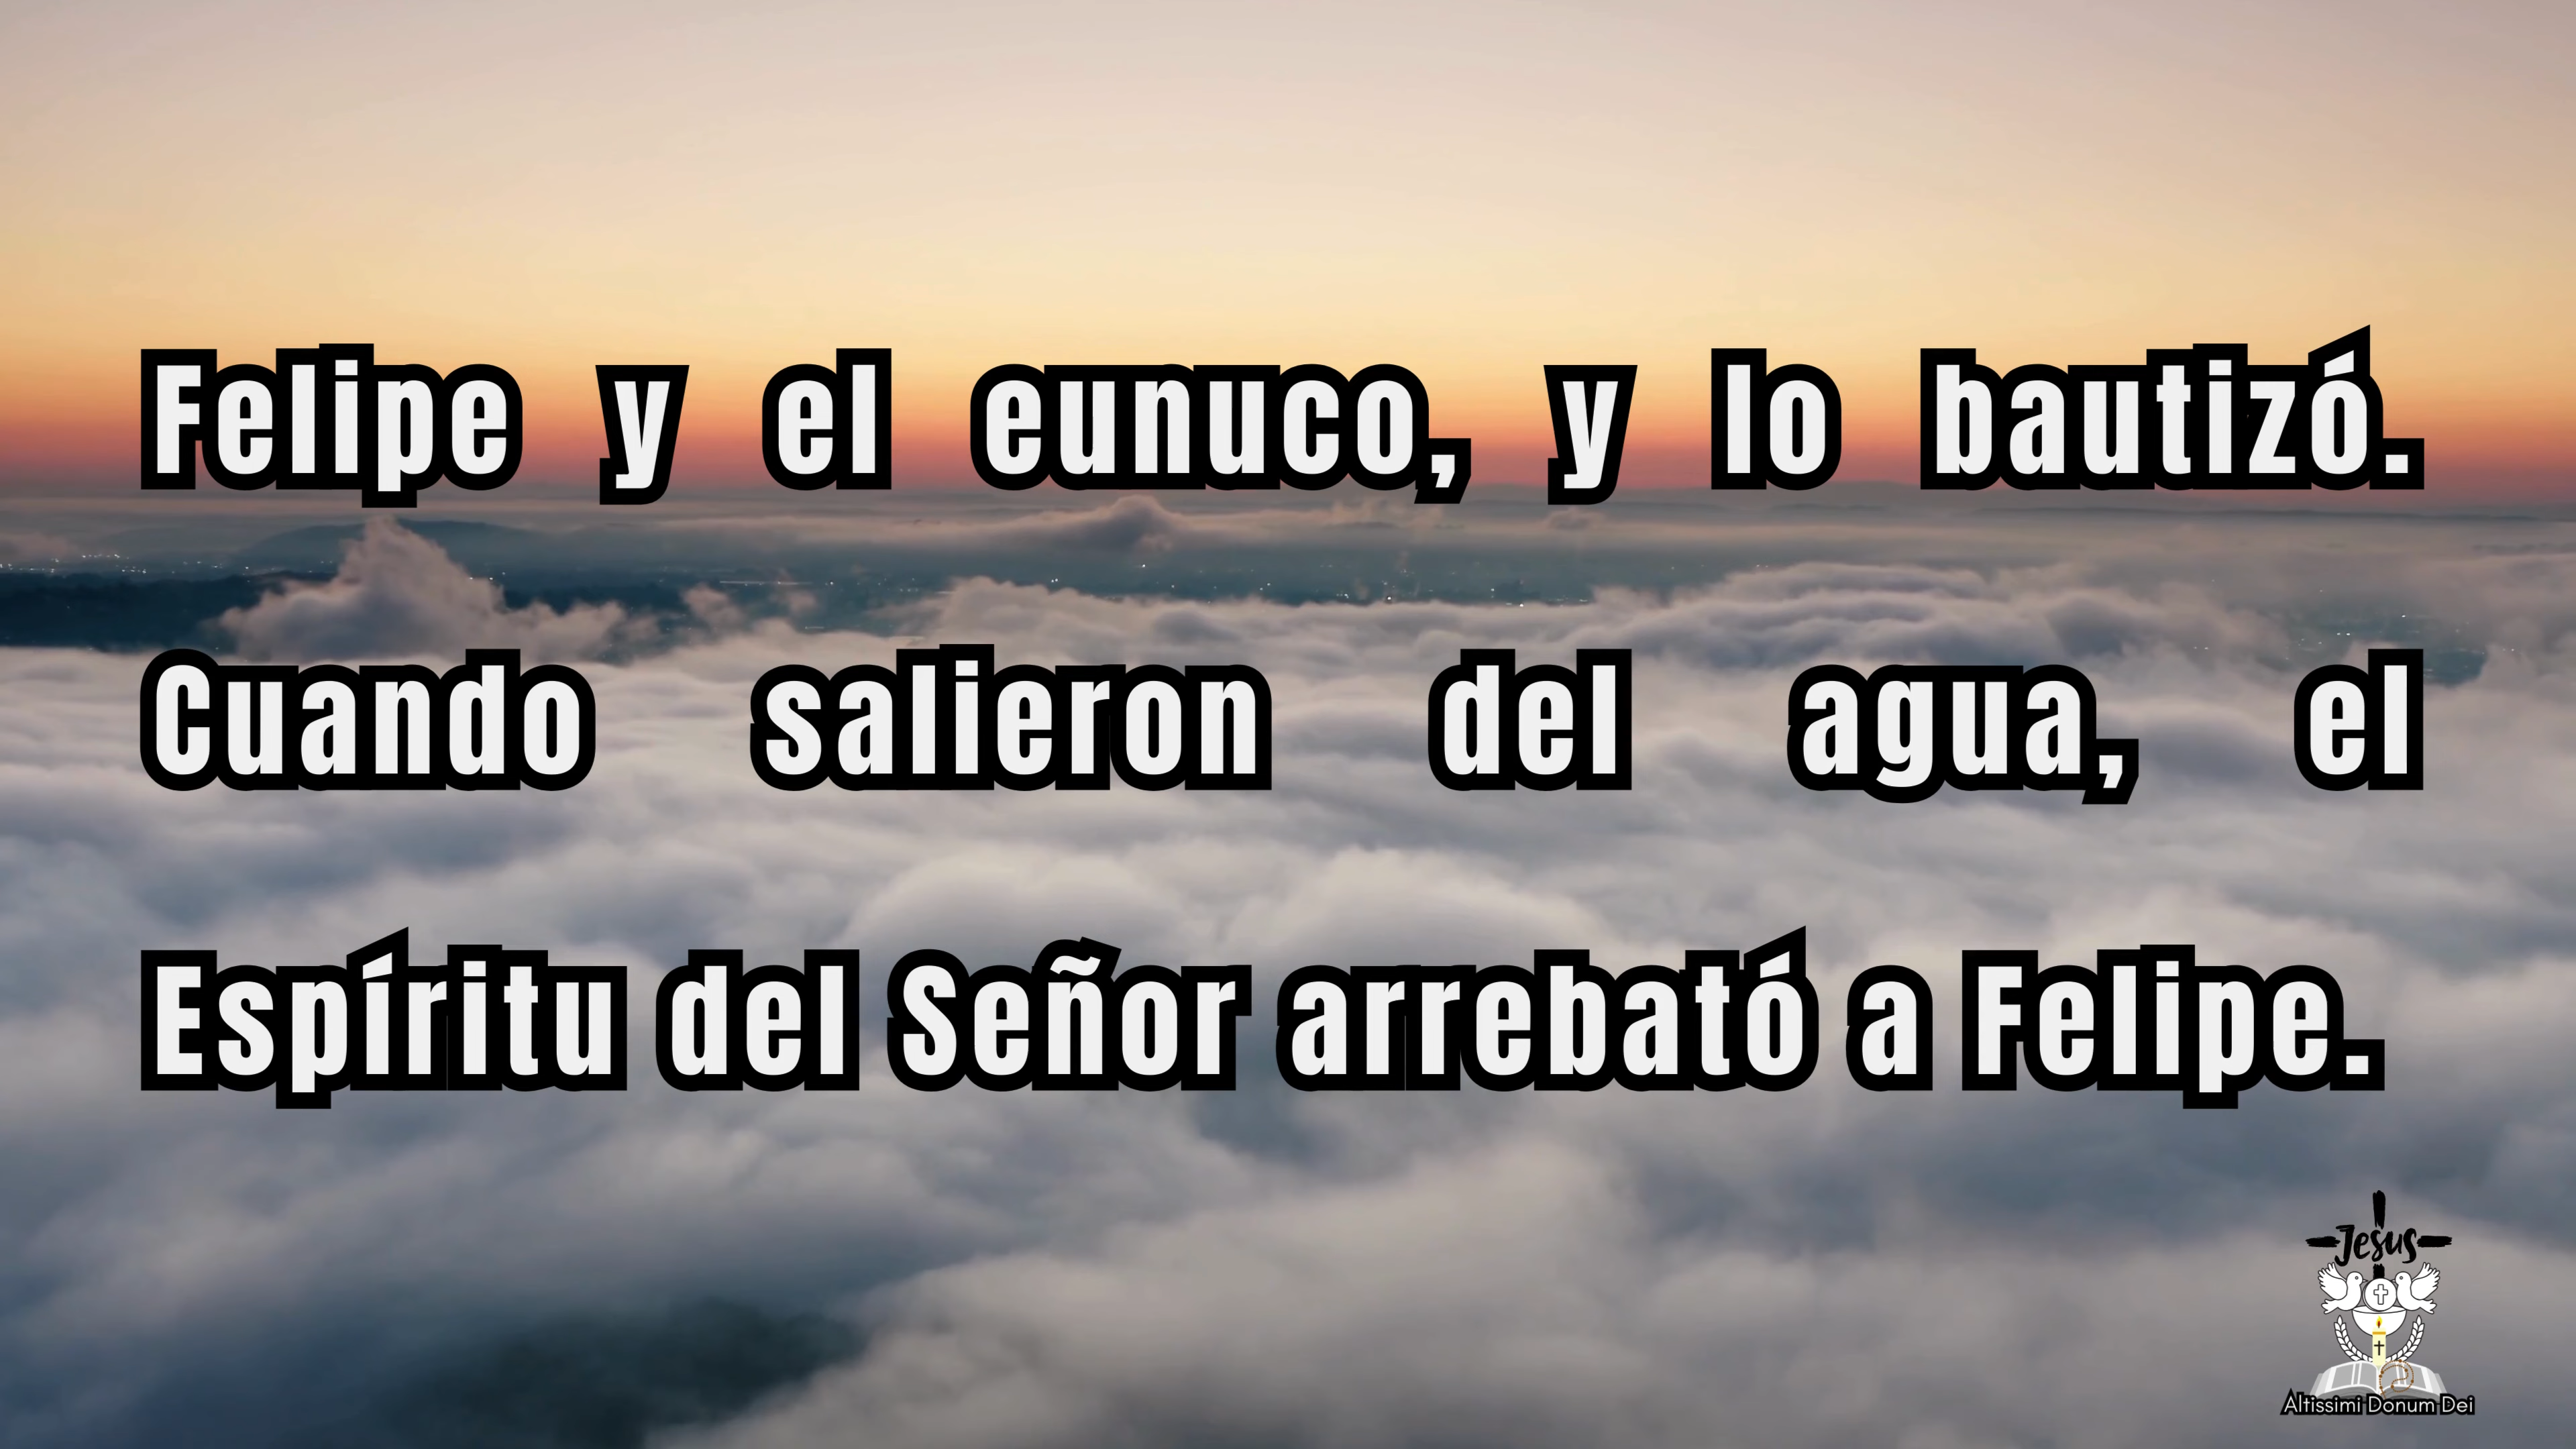 Felipe y el eunuco, y lo bautizó.
Cuando salieron del agua, el
Espíritu del Señor arrebató a Felipe.
Jesus
Altissimi Donum Dei